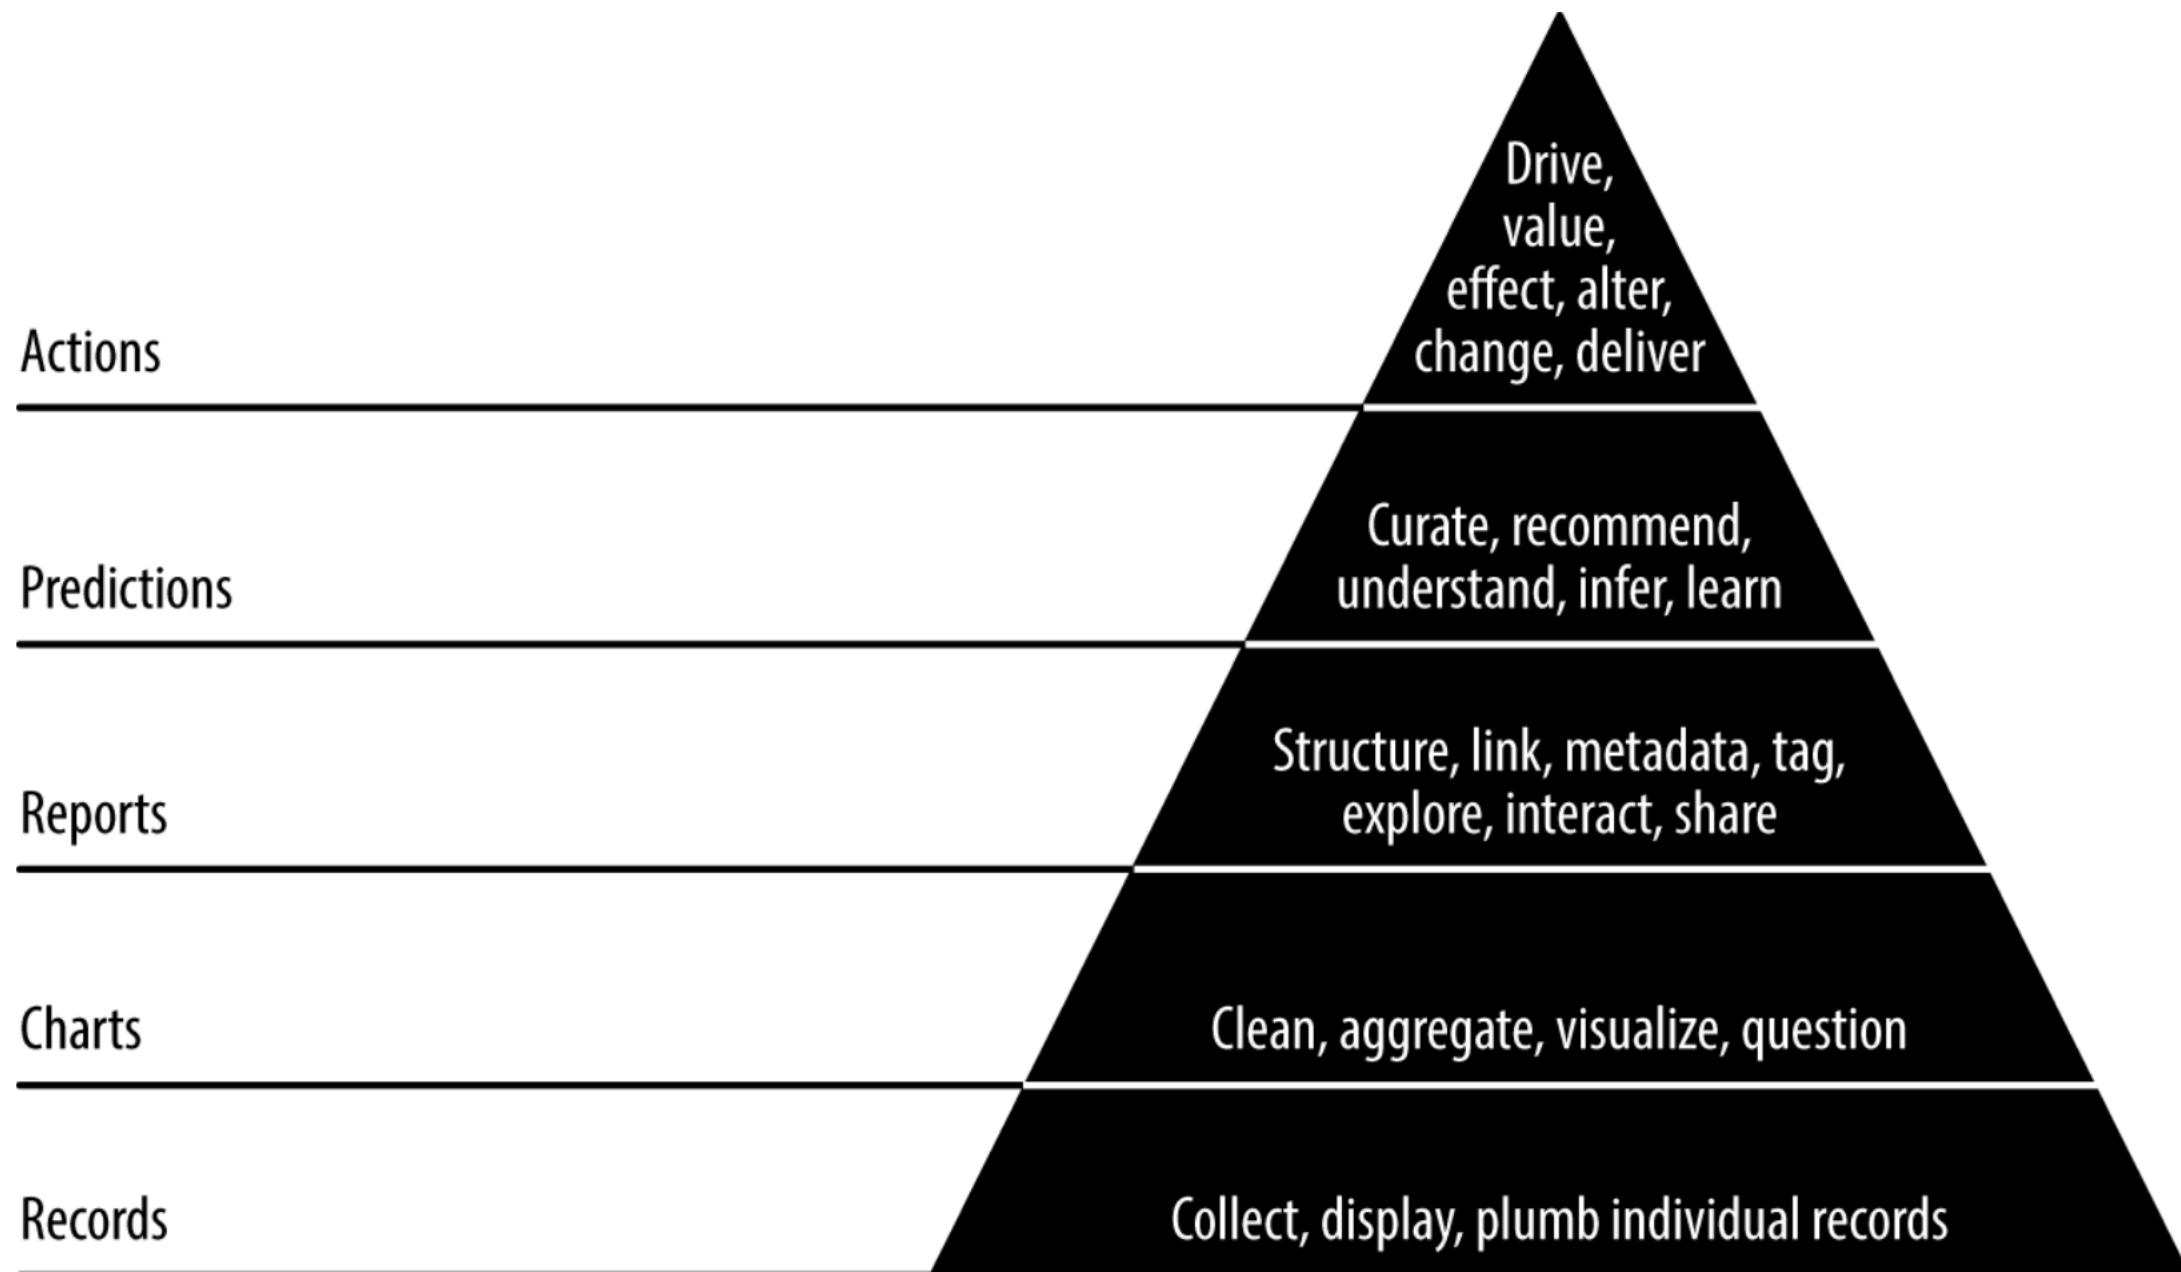 Drive,
value,
effect, alter,
change, deliver
Actions
Curate, recommend,
understand, infer, learn
Predictions
Structure, link, metadata, tag,
explore, interact, share
Reports
Clean, aggregate, visualize, question
Charts
Collect, display, plumb individual records
Records